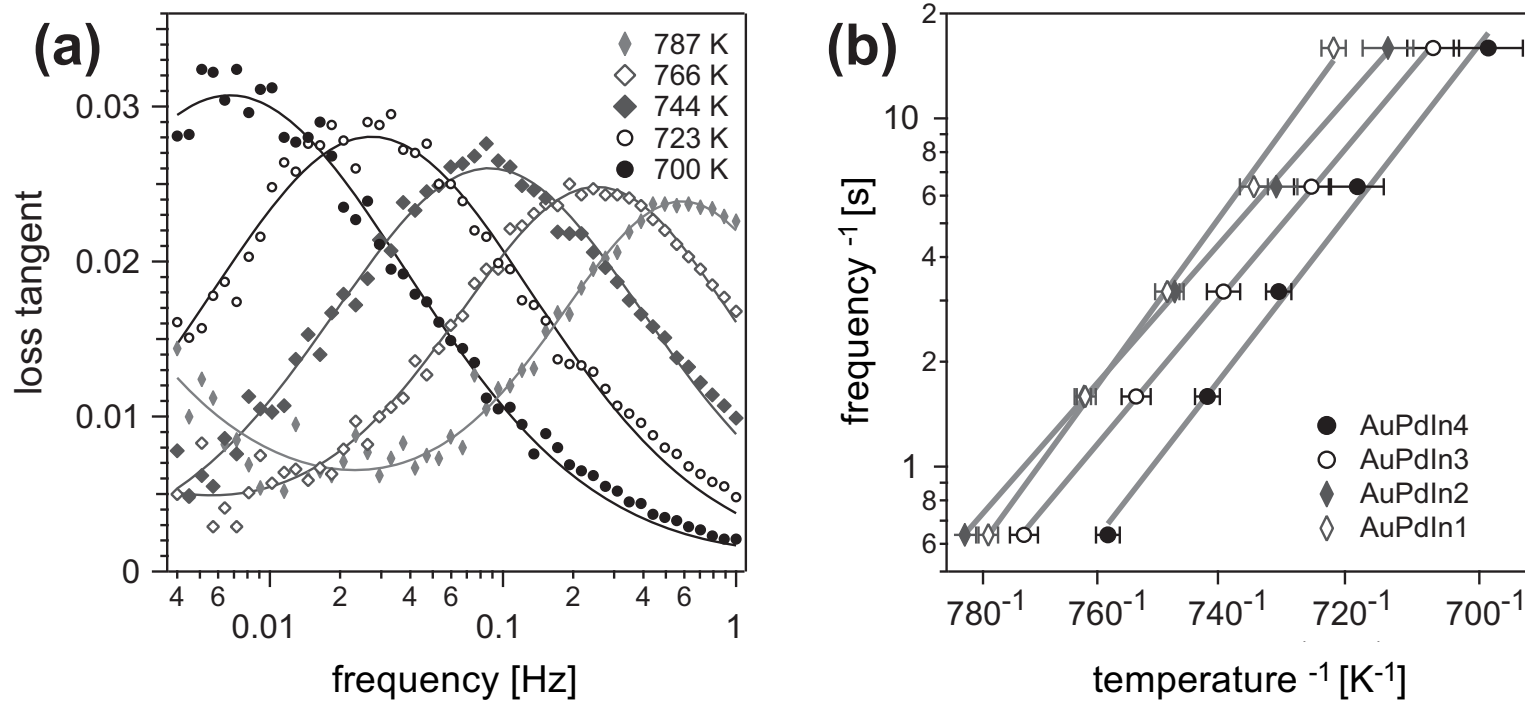 (a)
787 K
766 K
744 K
723 K
700 K
0.03
0.02
0.01
0
loss tangent
4 6 2 4 6 2 4 6
0.01 0.1 1
frequency [Hz]
(b)
2
10
8
6
4
2
1
8
6
frequency -1 [s]
AuPdIn4
AuPdIn3
AuPdIn2
AuPdIn1
780-1 760-1 740-1 720-1 700-1
temperature -1 [K-1]